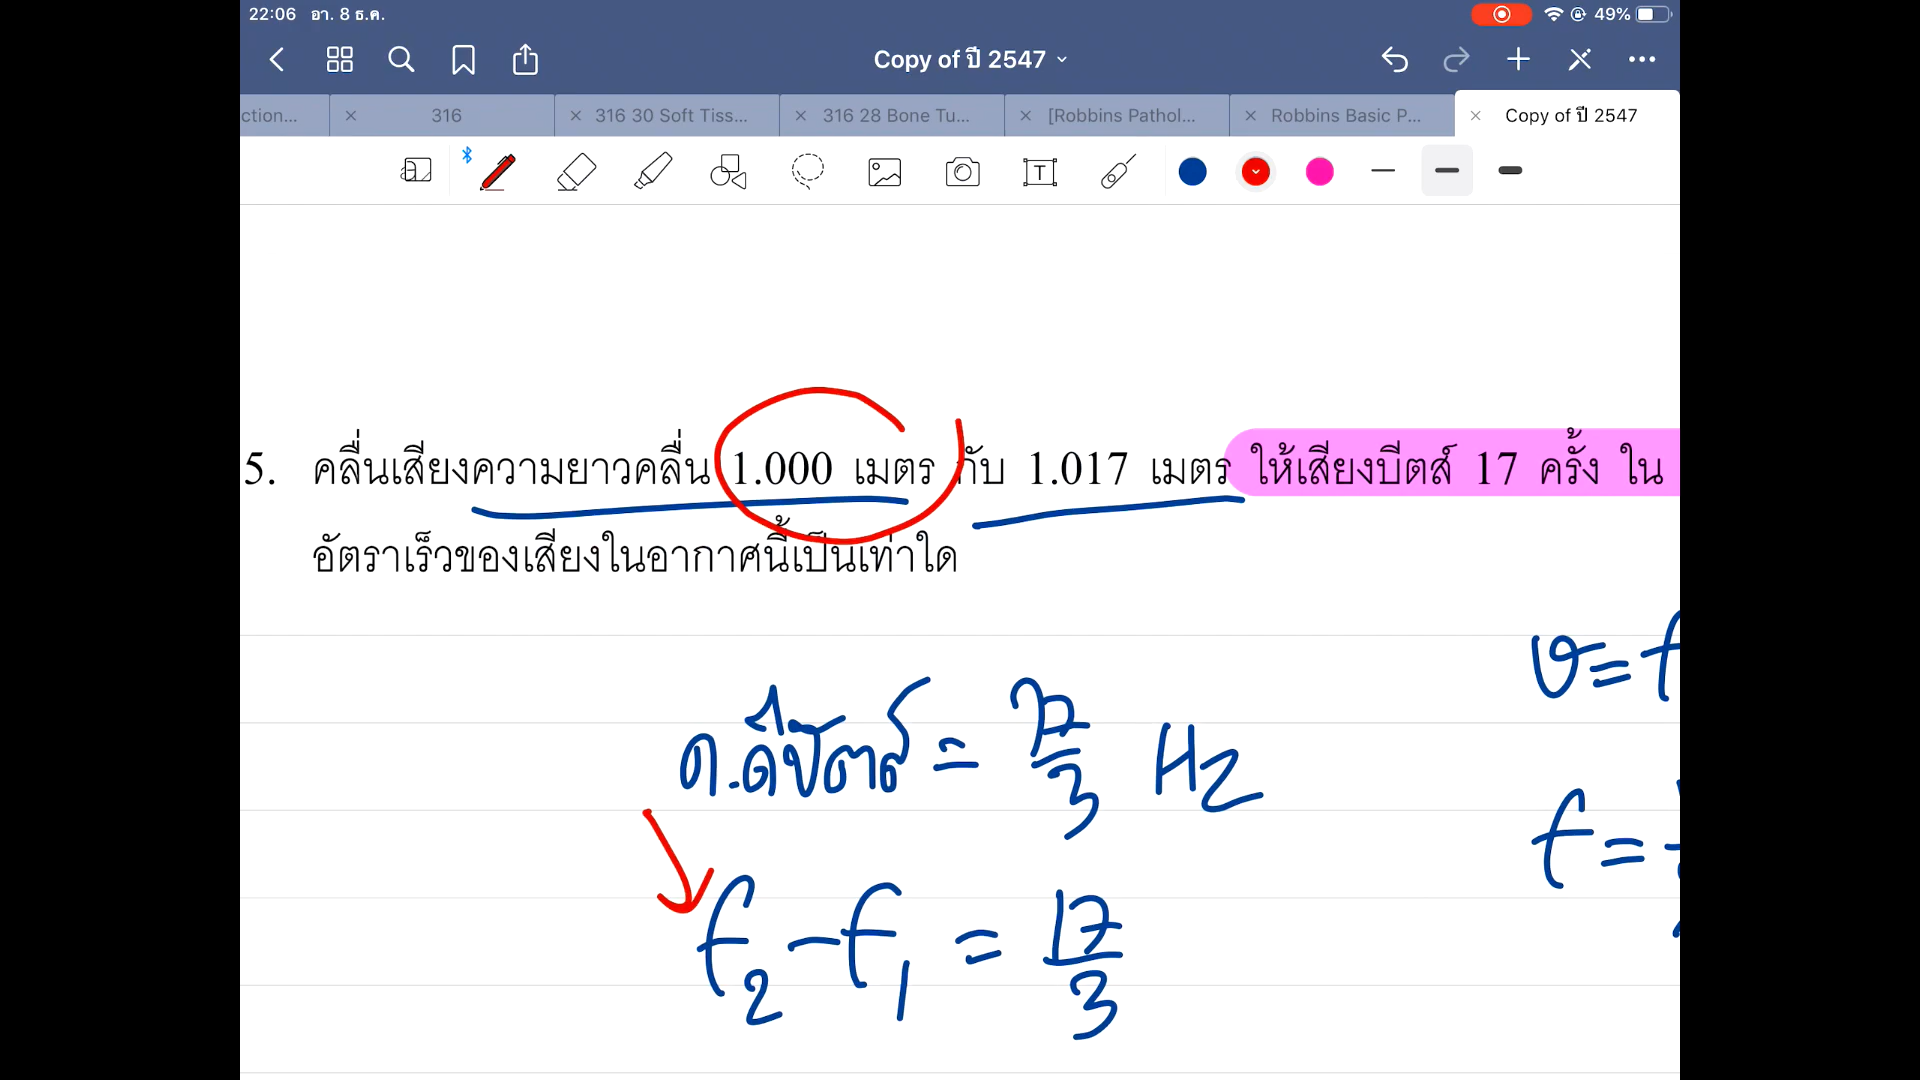 22:06 อา. 8 ธ.ค. 49%
Copy of ปี 2547
ction... 316 316 30 Soft Tiss... 316 28 Bone Tu... [Robbins Pathol... Robbins Basic P... Copy of ปี 2547
5. คลื่นเสียงความยาวคลื่น 1.000 เมตร กับ 1.017 เมตร ให้เสียงบีตส์ 17 ครั้ง ใน
อัตราเร็วของเสียงในอากาศนี้เป็นเท่าใด
v = f
= 17/3 Hz
f =
f2 - f1 = 17/3